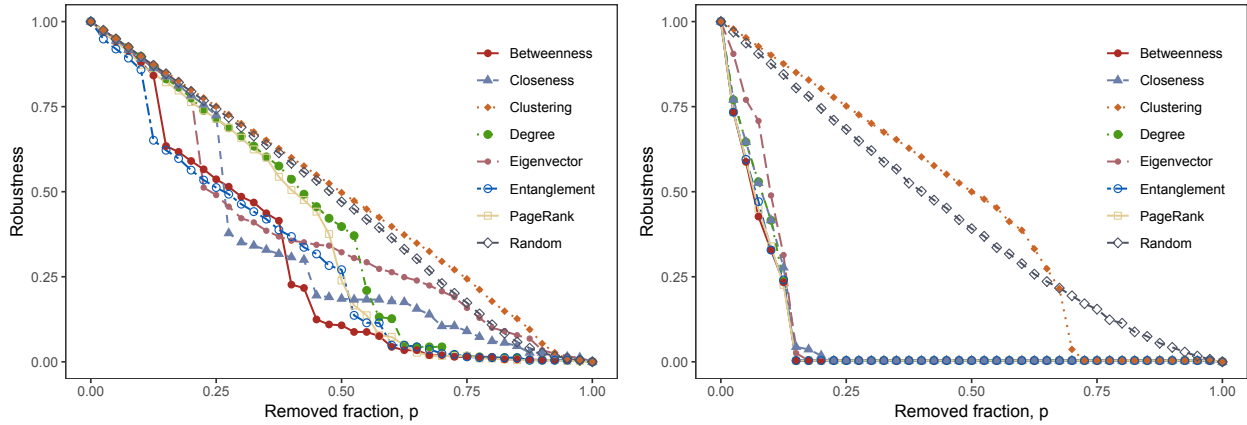 1.00
0.75
0.50
0.25
0.00
Robustness
0.00
0.25
0.50
0.75
1.00
Removed fraction, p
Betweenness
Closeness
Clustering
Degree
Eigenvector
Entanglement
PageRank
Random
1.00
0.75
0.50
0.25
0.00
Robustness
0.00
0.25
0.50
0.75
1.00
Removed fraction, p
Betweenness
Closeness
Clustering
Degree
Eigenvector
Entanglement
PageRank
Random